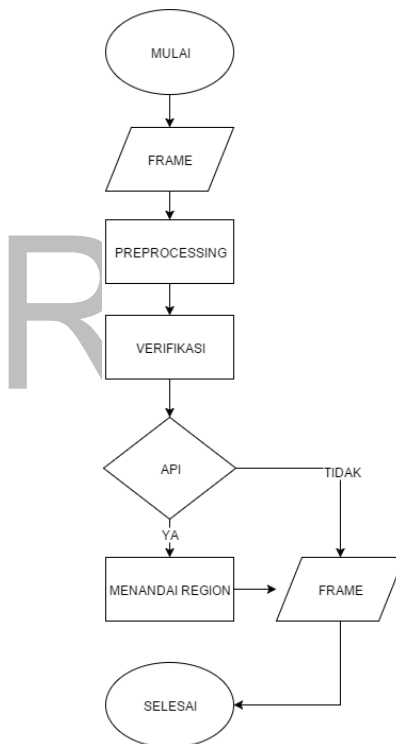 MULAI
FRAME
PREPROCESSING
R
VERIFIKASI
API
TIDAK
YA
MENANDAI REGION
FRAME
SELESAI